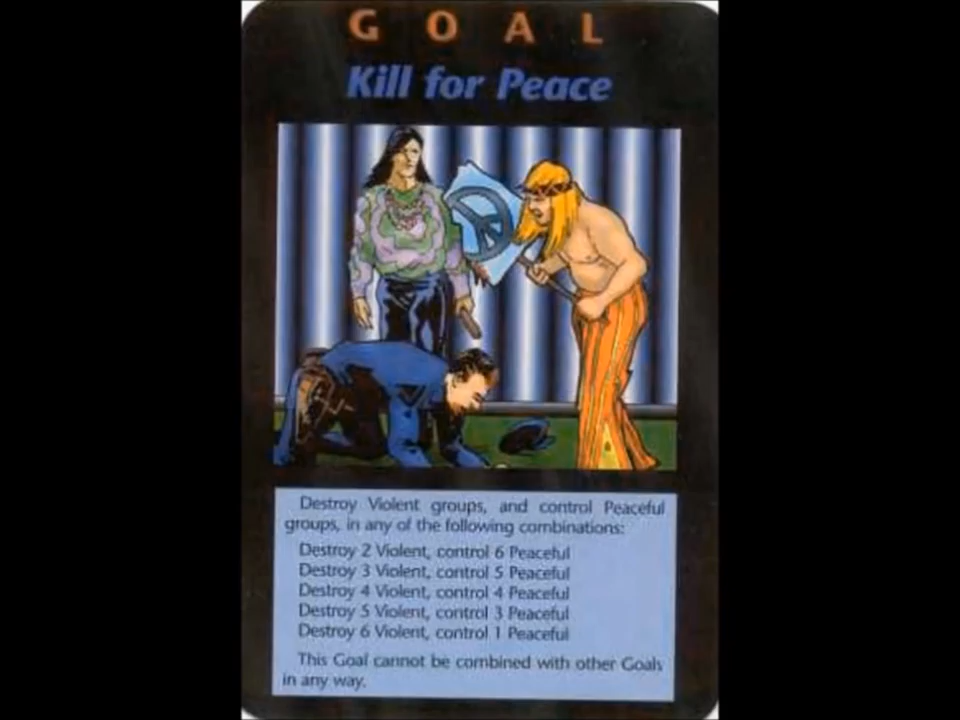 GOAL
Kill for Peace
Destroy Violent groups, and control Peaceful
groups, in any of the following combinations:
Destroy 2 Violent, control 6 Peaceful
Destroy 3 Violent, control 5 Peaceful
Destroy 4 Violent, control 4 Peaceful
Destroy 5 Violent, control 3 Peaceful
Destroy 6 Violent, control 1 Peaceful
This Goal cannot be combined with other Goals
in any way.